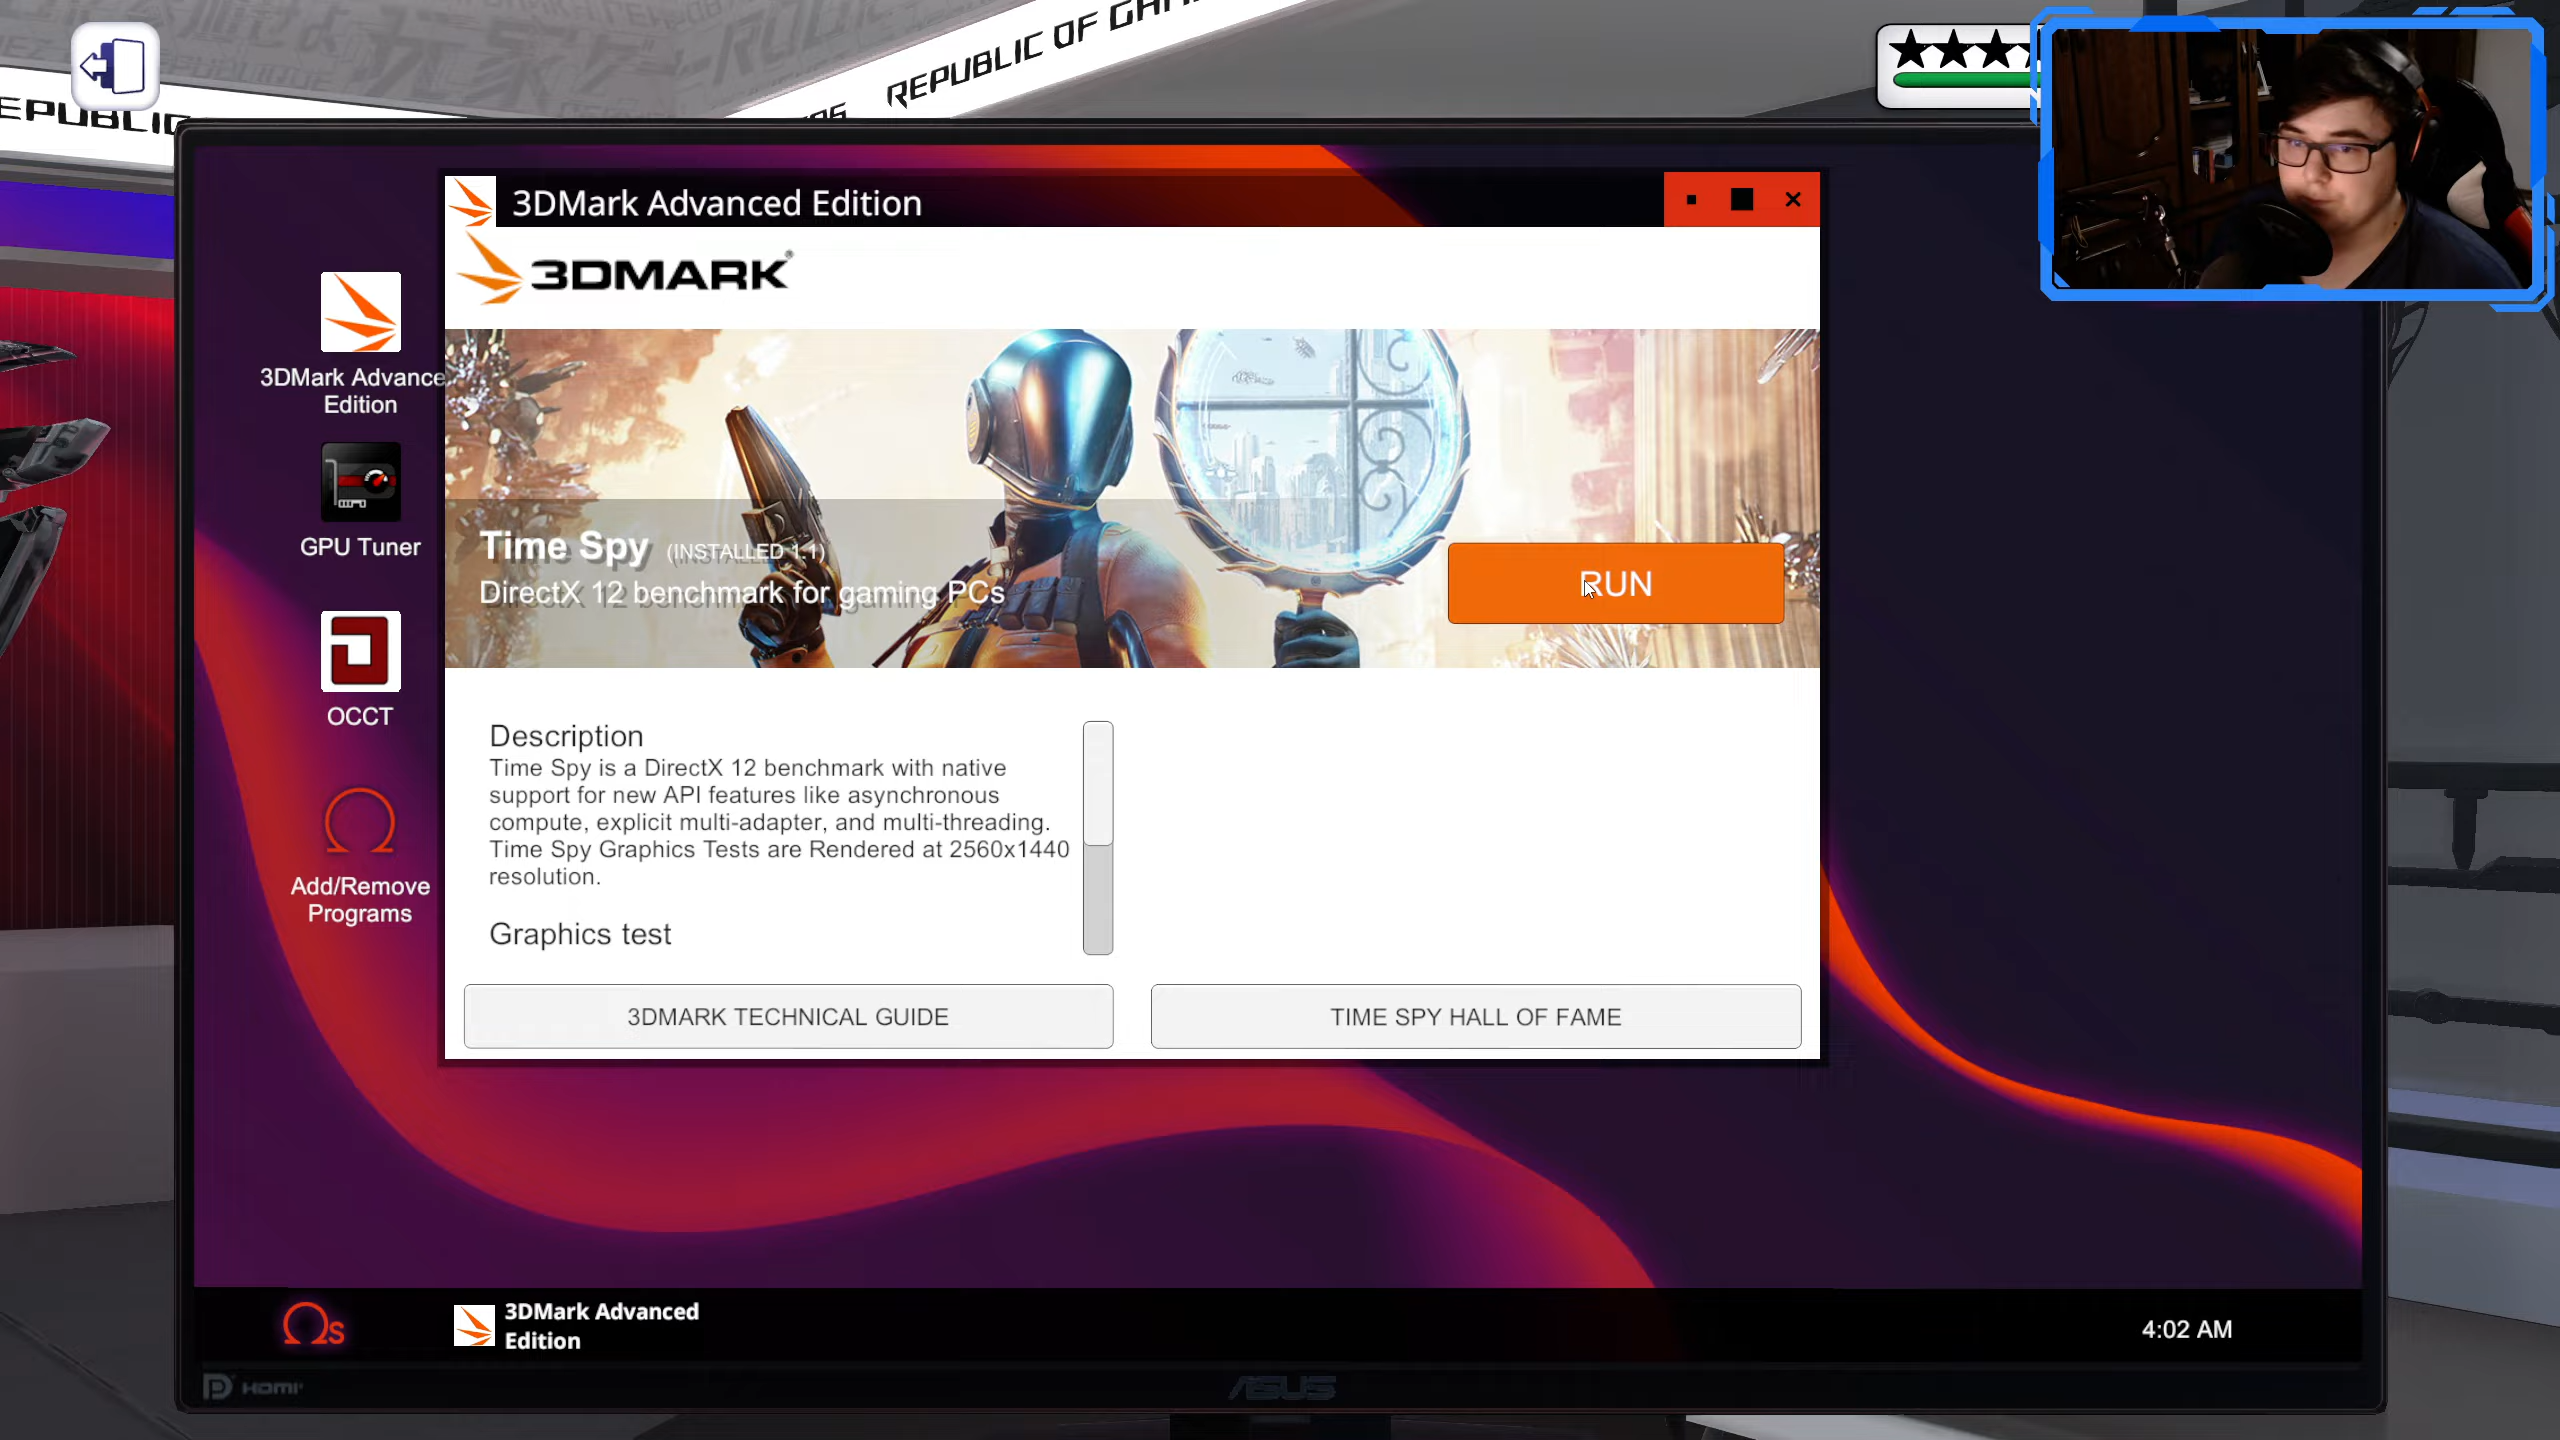 REPUBLIC OF GAM
EPUBLIC
3DMark Advanced Edition
3DMARK®
3DMark Advance
Edition
GPU Tuner
OCCT
Add/Remove
Programs
Time Spy (INSTALLED 1.1)
DirectX 12 benchmark for gaming PCs
RUN
Description
Time Spy is a DirectX 12 benchmark with native
support for new API features like asynchronous
compute, explicit multi-adapter, and multi-threading.
Time Spy Graphics Tests are Rendered at 2560x1440
resolution.
Graphics test
3DMARK TECHNICAL GUIDE
TIME SPY HALL OF FAME
Ωs
3DMark Advanced
Edition
4:02 AM
HDMI
ASUS